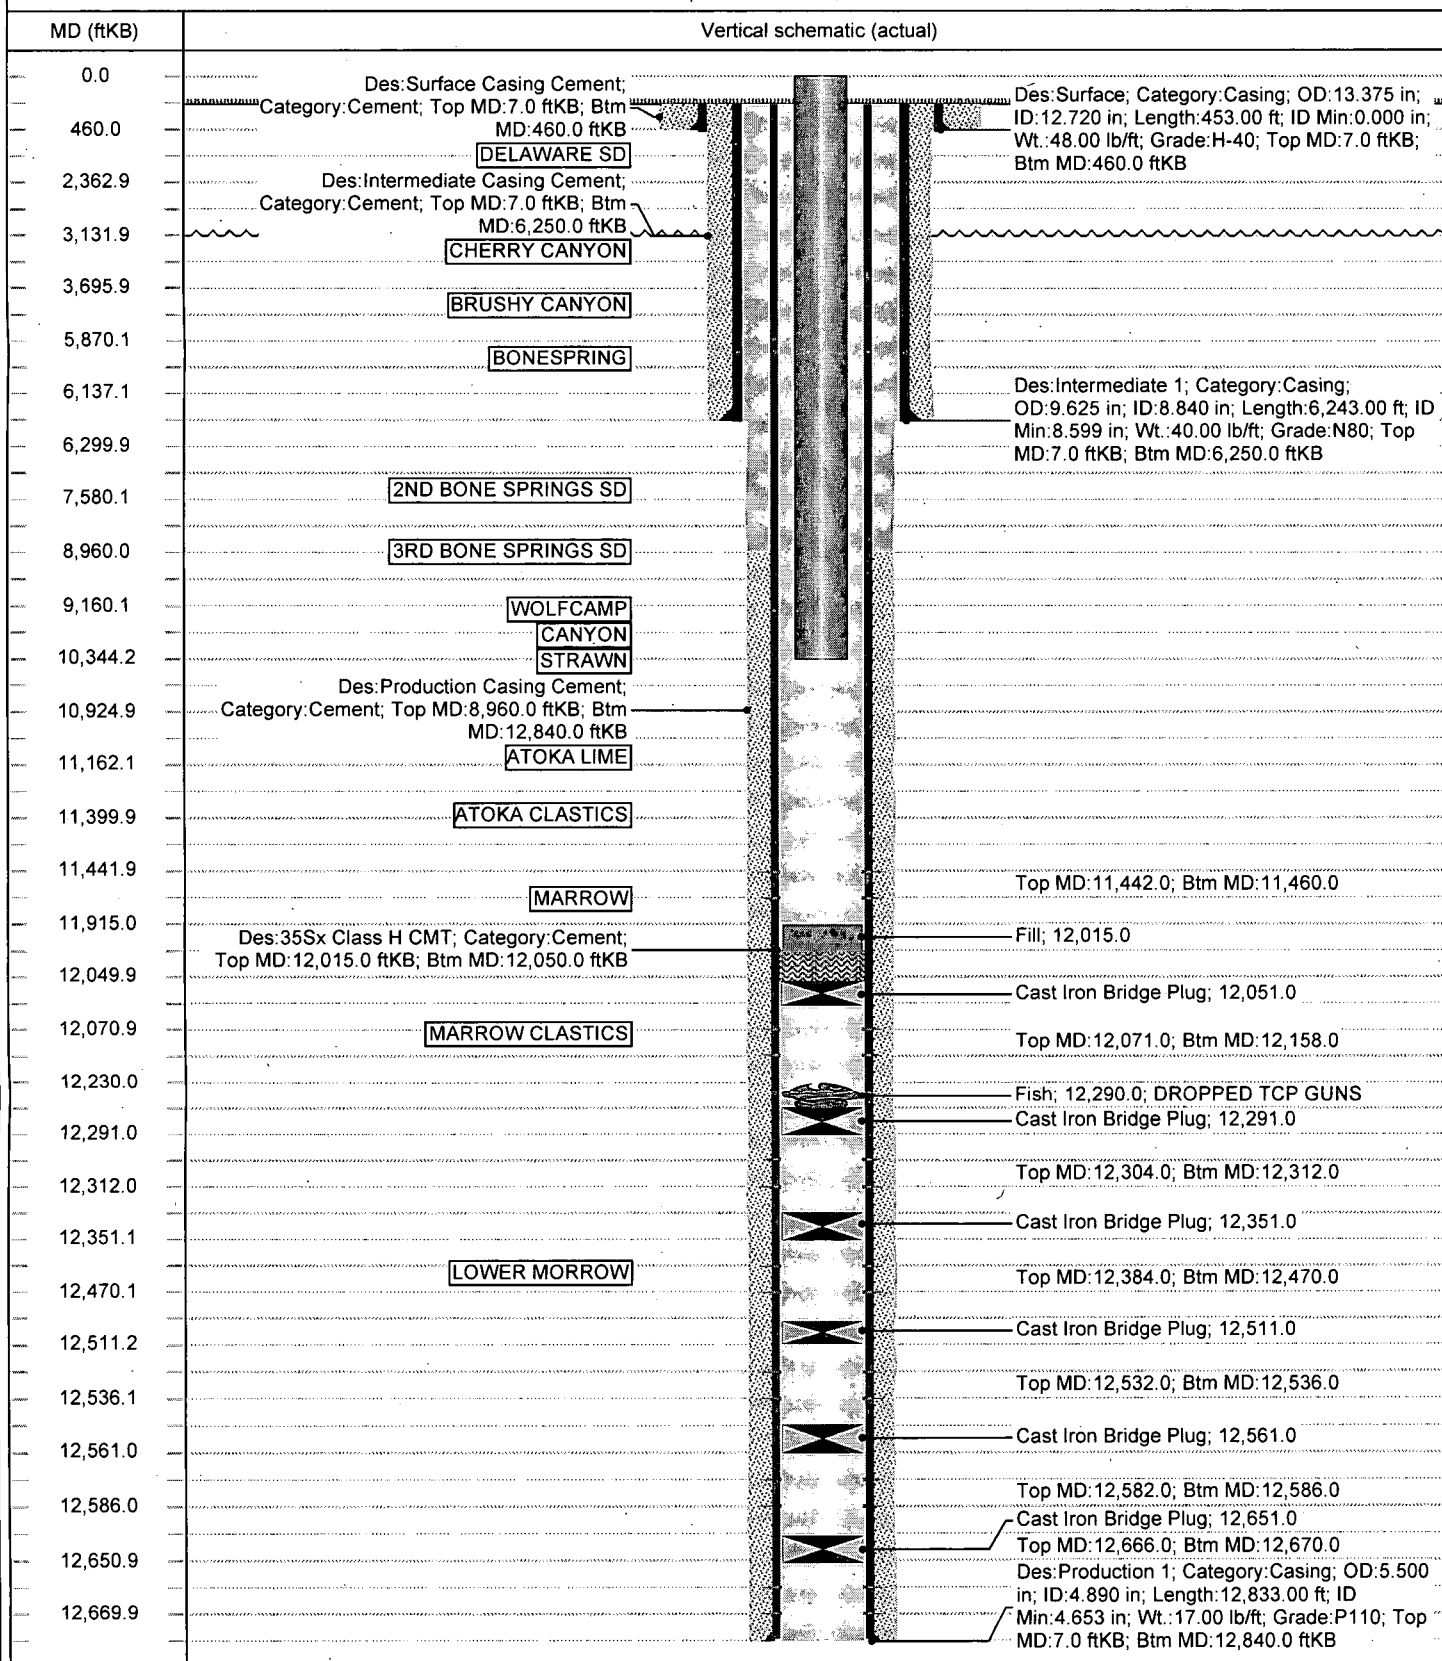 MD (ftKB)
Vertical schematic (actual)
0.0
460.0
2,362.9
3,131.9
3,695.9
5,870.1
6,137.1
6,299.9
7,580.1
8,960.0
9,160.1
10,344.2
10,924.9
11,162.1
11,399.9
11,441.9
11,915.0
12,049.9
12,070.9
12,230.0
12,291.0
12,312.0
12,351.1
12,470.1
12,511.2
12,536.1
12,561.0
12,586.0
12,650.9
12,669.9
Des:Surface Casing Cement;
Category:Cement; Top MD:7.0 ftKB; Btm
MD:460.0 ftKB
DELAWARE SD
Des:Intermediate Casing Cement;
Category:Cement; Top MD:7.0 ftKB; Btm
MD:6,250.0 ftKB
CHERRY CANYON
BRUSHY CANYON
BONESPRING
2ND BONE SPRINGS SD
3RD BONE SPRINGS SD
WOLFCAMP
CANYON
STRAWN
Des:Production Casing Cement;
Category:Cement; Top MD:8,960.0 ftKB; Btm
MD:12,840.0 ftKB
ATOKA LIME
ATOKA CLASTICS
MARROW
Des:35Sx Class H CMT; Category:Cement;
Top MD:12,015.0 ftKB; Btm MD:12,050.0 ftKB
MARROW CLASTICS
LOWER MORROW
Des:Surface; Category:Casing; OD:13.375 in;
ID:12.720 in; Length:453.00 ft; ID Min:0.000 in;
Wt.:48.00 lb/ft; Grade:H-40; Top MD:7.0 ftKB;
Btm MD:460.0 ftKB
Des:Intermediate 1; Category:Casing;
OD:9.625 in; ID:8.840 in; Length:6,243.00 ft; ID
Min:8.599 in; Wt.:40.00 lb/ft; Grade:N80; Top
MD:7.0 ftKB; Btm MD:6,250.0 ftKB
Top MD:11,442.0; Btm MD:11,460.0
Fill; 12,015.0
Cast Iron Bridge Plug; 12,051.0
Top MD:12,071.0; Btm MD:12,158.0
Fish; 12,290.0; DROPPED TCP GUNS
Cast Iron Bridge Plug; 12,291.0
Top MD:12,304.0; Btm MD:12,312.0
Cast Iron Bridge Plug; 12,351.0
Top MD:12,384.0; Btm MD:12,470.0
Cast Iron Bridge Plug; 12,511.0
Top MD:12,532.0; Btm MD:12,536.0
Cast Iron Bridge Plug; 12,561.0
Top MD:12,582.0; Btm MD:12,586.0
Cast Iron Bridge Plug; 12,651.0
Top MD:12,666.0; Btm MD:12,670.0
Des:Production 1; Category:Casing; OD:5.500
in; ID:4.890 in; Length:12,833.00 ft; ID
Min:4.653 in; Wt.:17.00 lb/ft; Grade:P110; Top
MD:7.0 ftKB; Btm MD:12,840.0 ftKB